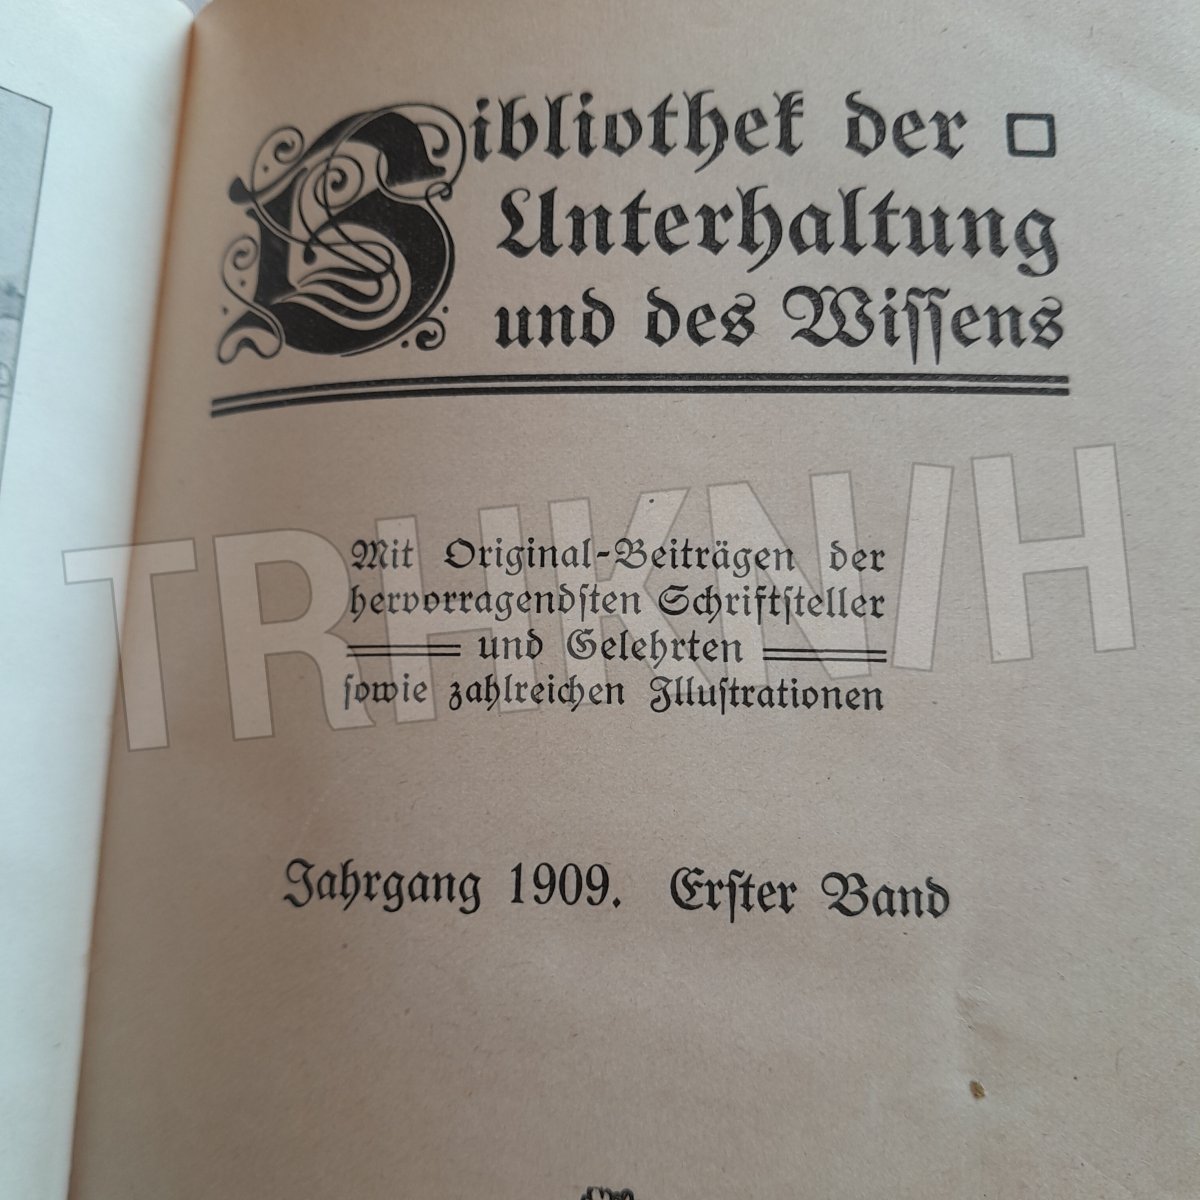 Bibliothek der
Unterhaltung
und des Wissens
Mit Original-Beiträgen der
hervorragendsten Schriftsteller
und Gelehrten
sowie zahlreichen Illustrationen
Jahrgang 1909. Erster Band
TRHKN/H